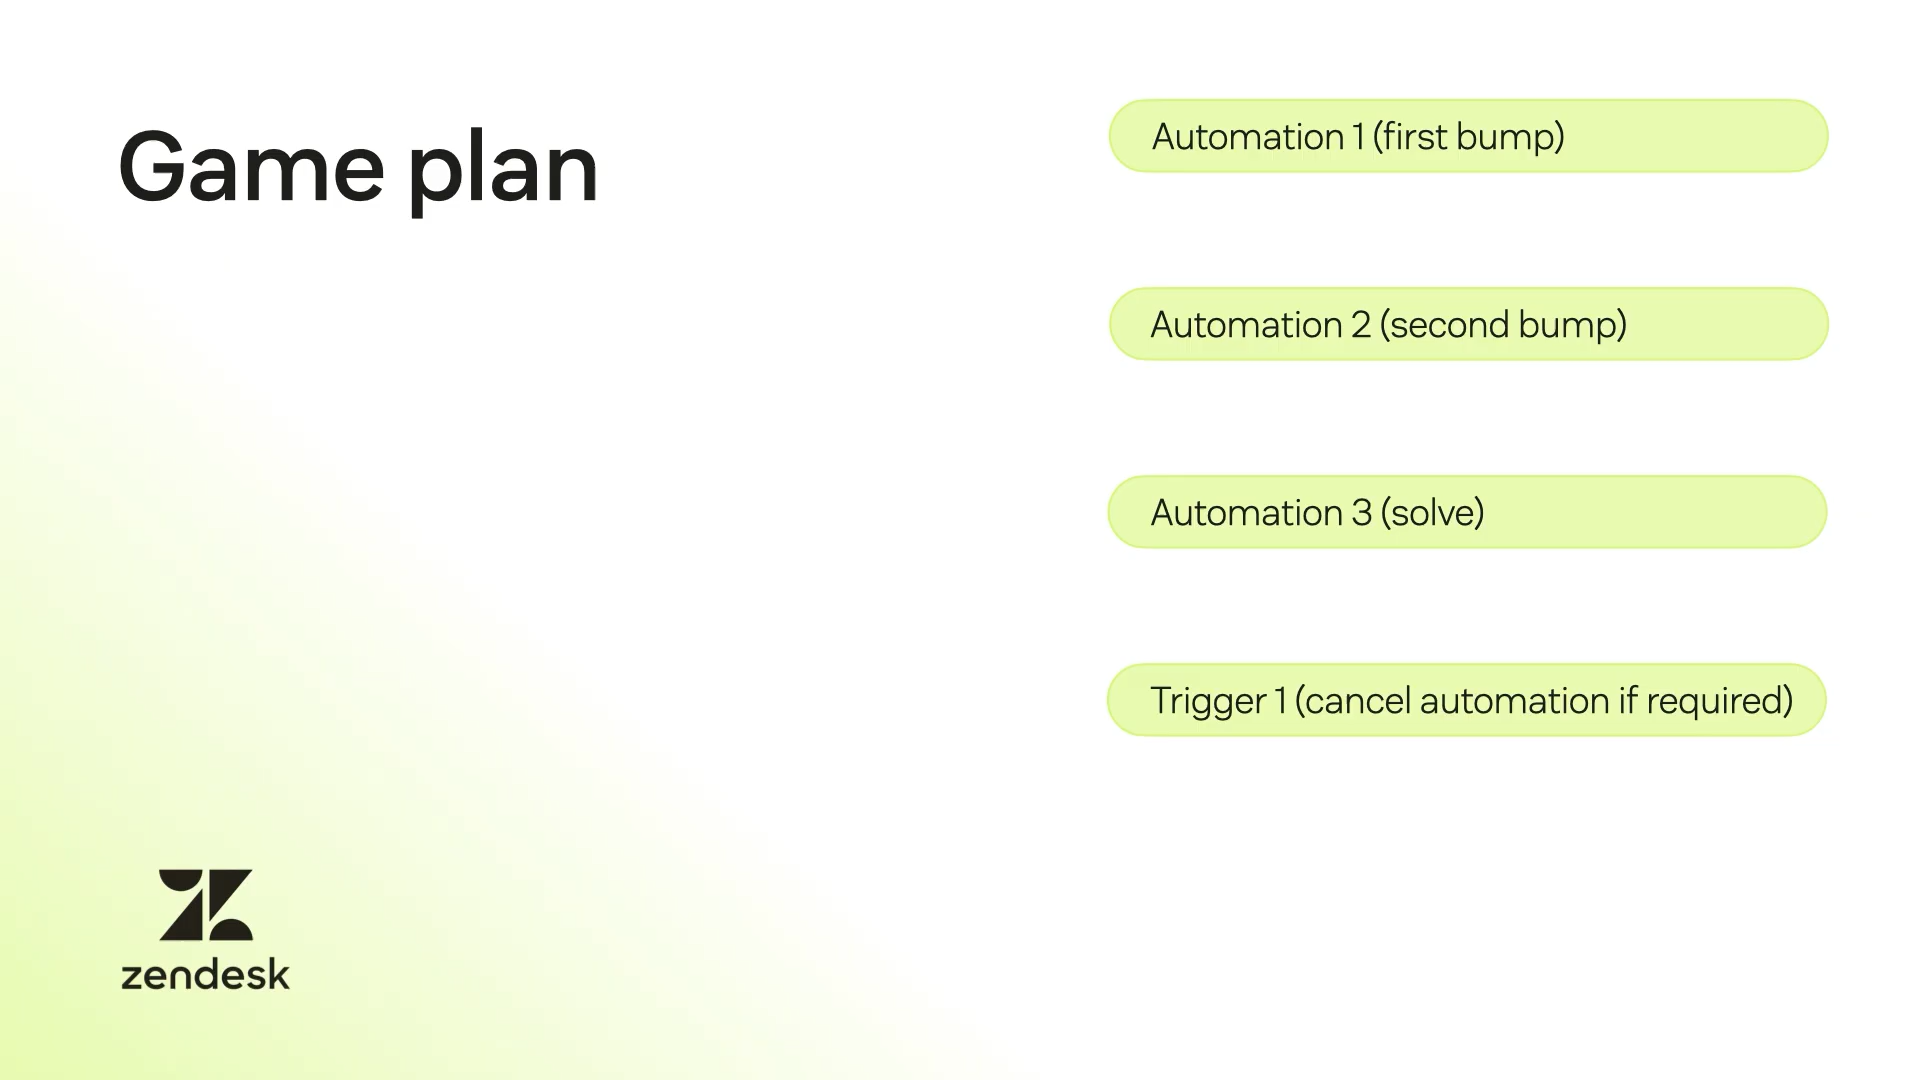 Game plan
Automation 1 (first bump)
Automation 2 (second bump)
Automation 3 (solve)
Trigger 1 (cancel automation if required)
zendesk